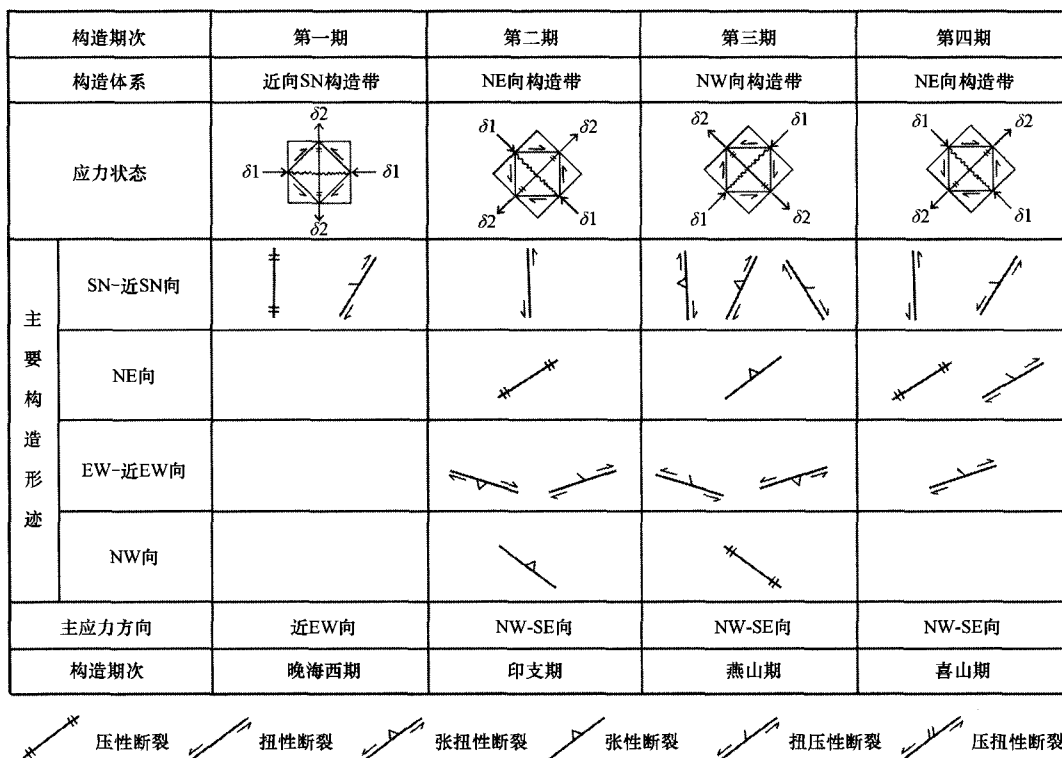 构造期次 第一期 第二期 第三期 第四期
构造体系 近向SN构造带 NE向构造带 NW向构造带 NE向构造带
应力状态
δ2
δ1 δ1
δ2
δ1 δ2
δ2 δ1
δ2 δ1
δ1 δ2
δ1 δ2
δ2 δ1
主要构造形迹
SN-近SN向
NE向
EW-近EW向
NW向
主应力方向 近EW向 NW-SE向 NW-SE向 NW-SE向
构造期次 晚海西期 印支期 燕山期 喜山期
压性断裂 扭性断裂 张扭性断裂 张性断裂 扭压性断裂 压扭性断裂